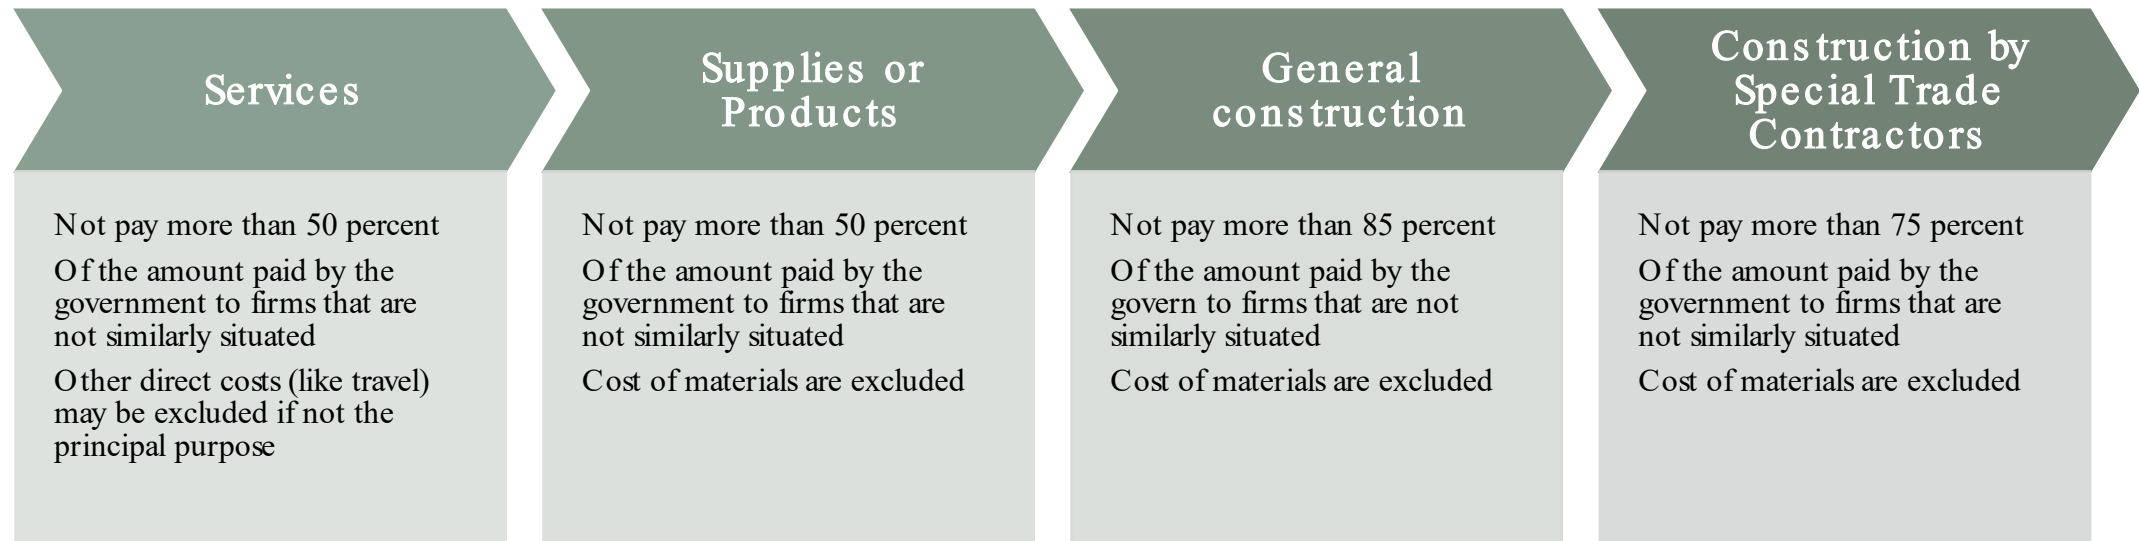 Services
Not pay more than 50 percent
Of the amount paid by the
government to firms that are
not similarly situated
Other direct costs (like travel)
may be excluded if not the
principal purpose
Supplies or
Products
Not pay more than 50 percent
Of the amount paid by the
government to firms that are
not similarly situated
Cost of materials are excluded
General
construction
Not pay more than 85 percent
Of the amount paid by the
govern to firms that are not
similarly situated
Cost of materials are excluded
Construction by
Special Trade
Contractors
Not pay more than 75 percent
Of the amount paid by the
government to firms that are
not similarly situated
Cost of materials are excluded